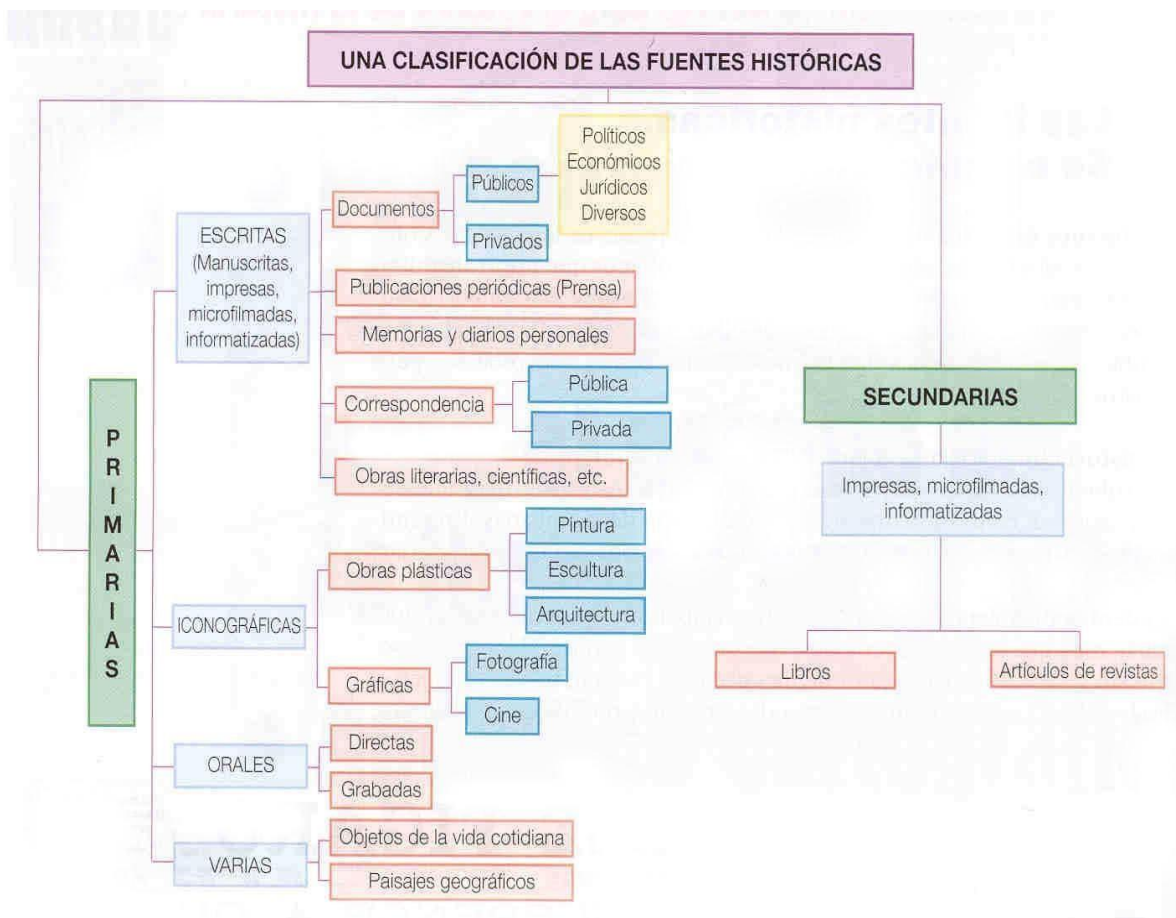 UNA CLASIFICACIÓN DE LAS FUENTES HISTÓRICAS
PRIMARIAS
ESCRITAS
(Manuscritas,
impresas,
microfilmadas,
informatizadas)
Documentos
Públicos
Políticos
Económicos
Jurídicos
Diversos
Privados
Publicaciones periódicas (Prensa)
Memorias y diarios personales
Correspondencia
Pública
Privada
Obras literarias, científicas, etc.
ICONOGRÁFICAS
Obras plásticas
Pintura
Escultura
Arquitectura
Gráficas
Fotografía
Cine
ORALES
Directas
Grabadas
VARIAS
Objetos de la vida cotidiana
Paisajes geográficos
SECUNDARIAS
Impresas, microfilmadas,
informatizadas
Libros
Artículos de revistas